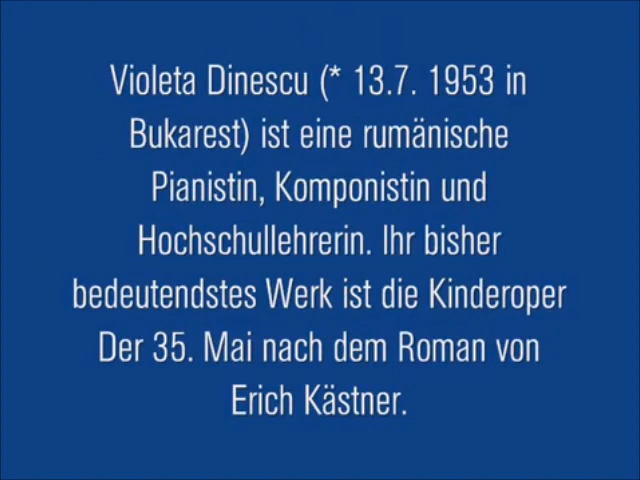 Violeta Dinescu (* 13.7. 1953 in
Bukarest) ist eine rumänische
Pianistin, Komponistin und
Hochschullehrerin. Ihr bisher
bedeutendstes Werk ist die Kinderoper
Der 35. Mai nach dem Roman von
Erich Kästner.